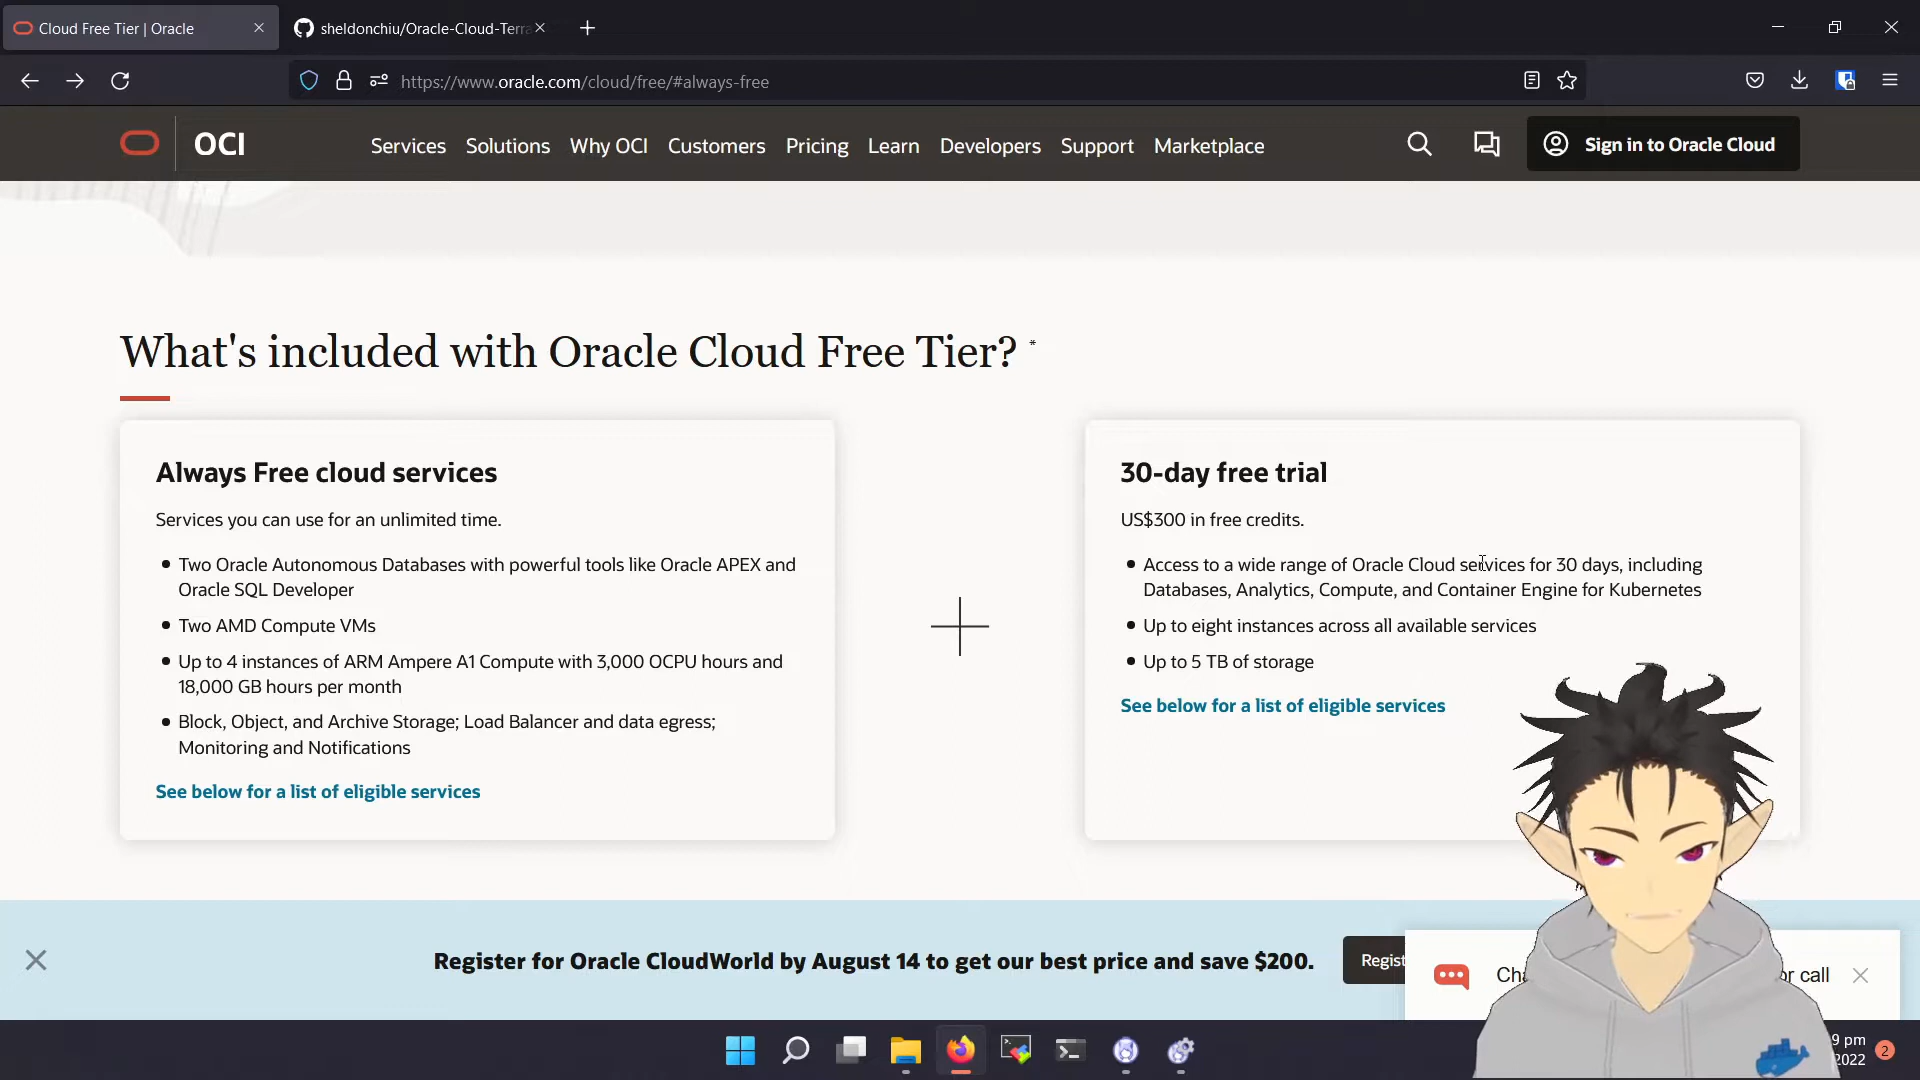 Cloud Free Tier | Oracle
sheldonchiu/Oracle-Cloud-Terra
https://www.oracle.com/cloud/free/#always-free
OCI
Services Solutions Why OCI Customers Pricing Learn Developers Support Marketplace
Sign in to Oracle Cloud
What's included with Oracle Cloud Free Tier? *
Always Free cloud services
Services you can use for an unlimited time.
• Two Oracle Autonomous Databases with powerful tools like Oracle APEX and
Oracle SQL Developer
• Two AMD Compute VMs
• Up to 4 instances of ARM Ampere A1 Compute with 3,000 OCPU hours and
18,000 GB hours per month
• Block, Object, and Archive Storage; Load Balancer and data egress;
Monitoring and Notifications
See below for a list of eligible services
30-day free trial
US$300 in free credits.
• Access to a wide range of Oracle Cloud services for 30 days, including
Databases, Analytics, Compute, and Container Engine for Kubernetes
• Up to eight instances across all available services
• Up to 5 TB of storage
See below for a list of eligible services
Register for Oracle CloudWorld by August 14 to get our best price and save $200.
Regist
Cha
or call
9 pm
2022
2